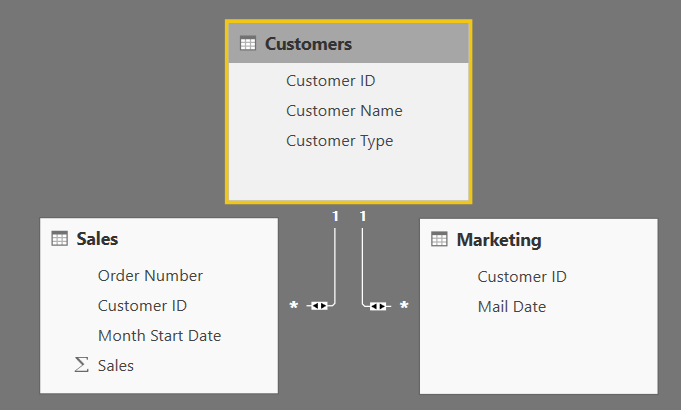 Customers
Customer ID
Customer Name
Customer Type
1 1
Sales
Order Number
Customer ID
Month Start Date
Σ Sales
* *
Marketing
Customer ID
Mail Date